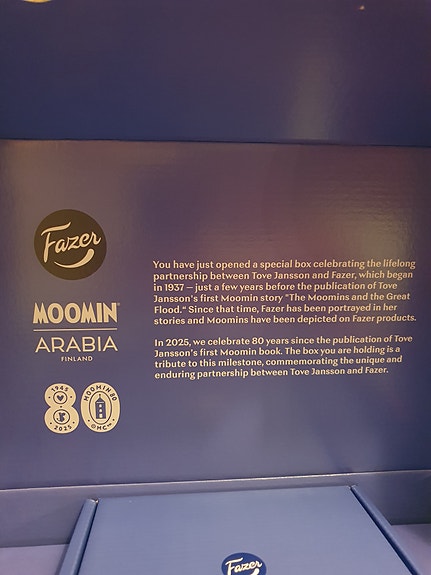 Fazer
MOOMIN
ARABIA
FINLAND
1945
2025
80
MOOMIN80
©MC™
You have just opened a special box celebrating the lifelong
partnership between Tove Jansson and Fazer, which began
in 1937 – just a few years before the publication of Tove
Jansson's first Moomin story "The Moomins and the Great
Flood." Since that time, Fazer has been portrayed in her
stories and Moomins have been depicted on Fazer products.
In 2025, we celebrate 80 years since the publication of Tove
Jansson's first Moomin book. The box you are holding is a
tribute to this milestone, commemorating the unique and
enduring partnership between Tove Jansson and Fazer.
Fazer